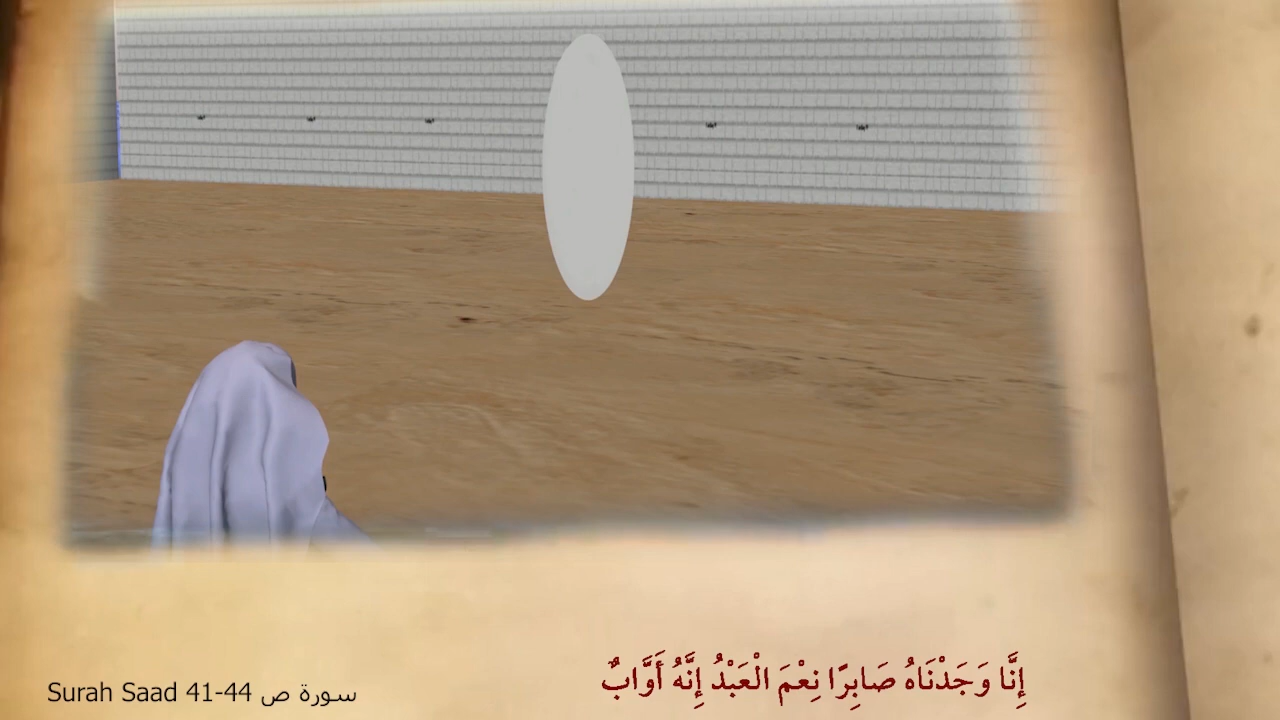 إِنَّا وَجَدْنَاهُ صَابِرًا نِعْمَ الْعَبْدُ إِنَّهُ أَوَّابٌ
Surah Saad 41-44 سورة ص